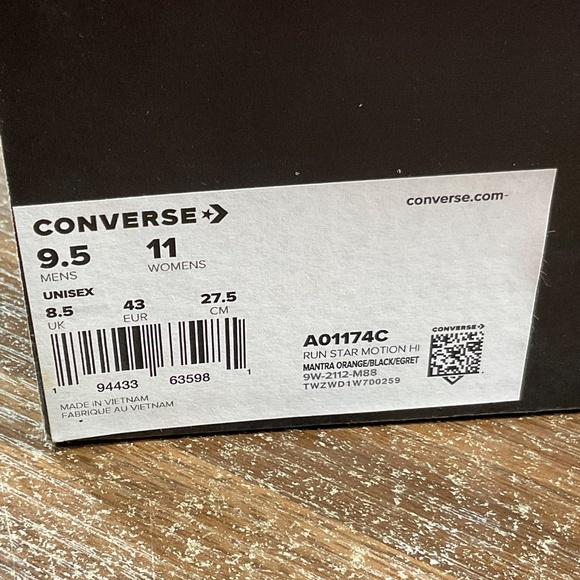 CONVERSE
converse.com
9.5 11
MENS WOMENS
UNISEX
8.5 43 27.5
UK EUR CM
1 94433 63598 1
MADE IN VIETNAM
FABRIQUE AU VIETNAM
A01174C
RUN STAR MOTION HI
MANTRA ORANGE/BLACK/EGRET
9W-2112-M88
TWZWD1W700259
CONVERSE